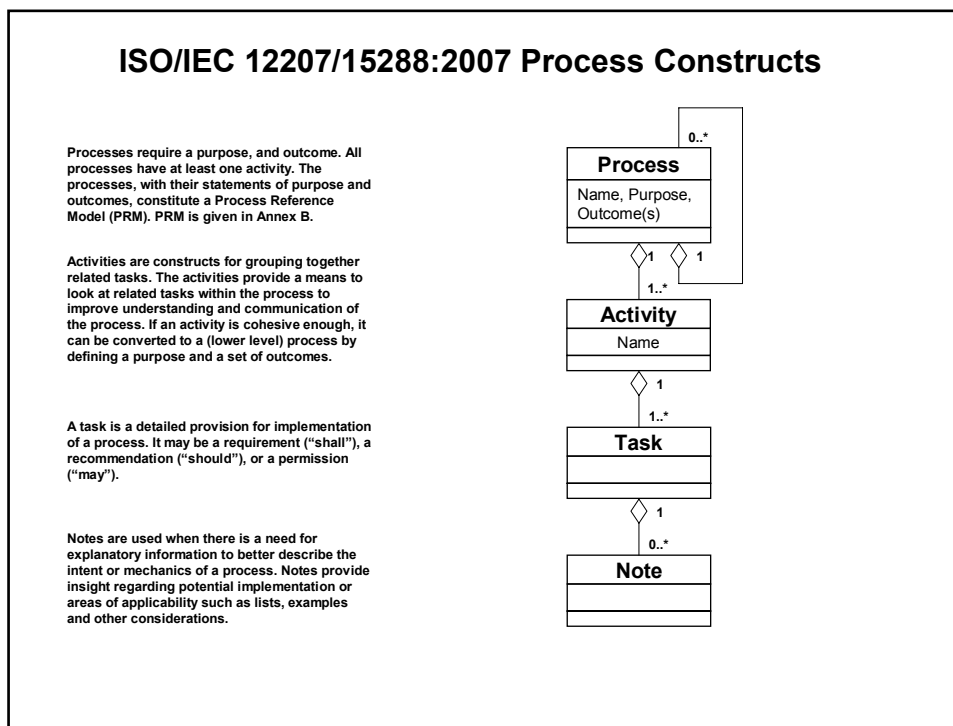 ISO/IEC 12207/15288:2007 Process Constructs
Processes require a purpose, and outcome. All
processes have at least one activity. The
processes, with their statements of purpose and
outcomes, constitute a Process Reference
Model (PRM). PRM is given in Annex B.
Activities are constructs for grouping together
related tasks. The activities provide a means to
look at related tasks within the process to
improve understanding and communication of
the process. If an activity is cohesive enough, it
can be converted to a (lower level) process by
defining a purpose and a set of outcomes.
A task is a detailed provision for implementation
of a process. It may be a requirement (“shall”), a
recommendation (“should”), or a permission
(“may”).
Notes are used when there is a need for
explanatory information to better describe the
intent or mechanics of a process. Notes provide
insight regarding potential implementation or
areas of applicability such as lists, examples
and other considerations.
0..*
Process
Name, Purpose,
Outcome(s)
1 1
1..*
Activity
Name
1
1..*
Task
1
0..*
Note